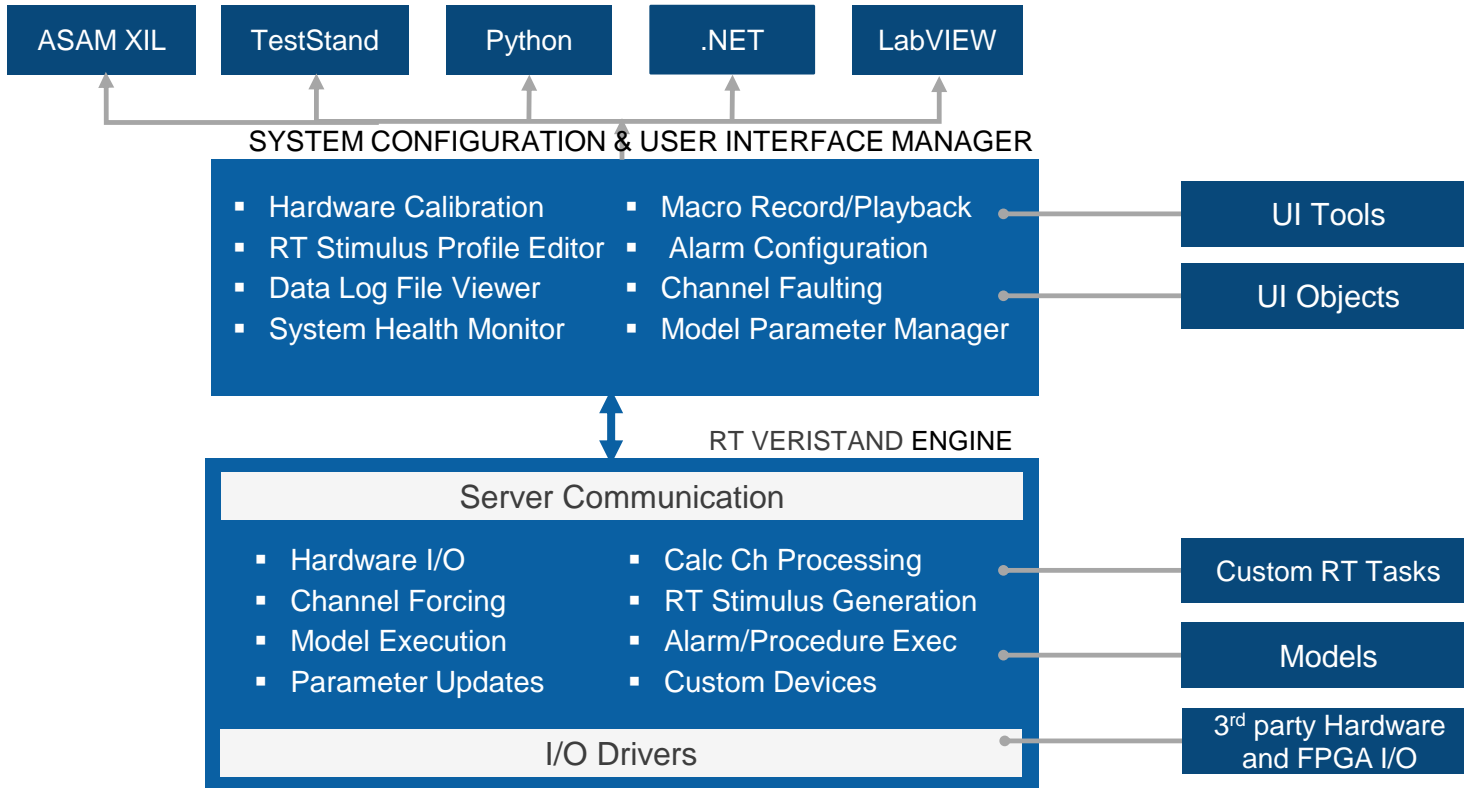 ASAM XIL
TestStand
Python
.NET
LabVIEW
SYSTEM CONFIGURATION & USER INTERFACE MANAGER
▪ Hardware Calibration
▪ RT Stimulus Profile Editor
▪ Data Log File Viewer
▪ System Health Monitor
▪ Macro Record/Playback
▪ Alarm Configuration
▪ Channel Faulting
▪ Model Parameter Manager
UI Tools
UI Objects
RT VERISTAND ENGINE
Server Communication
▪ Hardware I/O
▪ Channel Forcing
▪ Model Execution
▪ Parameter Updates
▪ Calc Ch Processing
▪ RT Stimulus Generation
▪ Alarm/Procedure Exec
▪ Custom Devices
I/O Drivers
Custom RT Tasks
Models
3rd party Hardware
and FPGA I/O